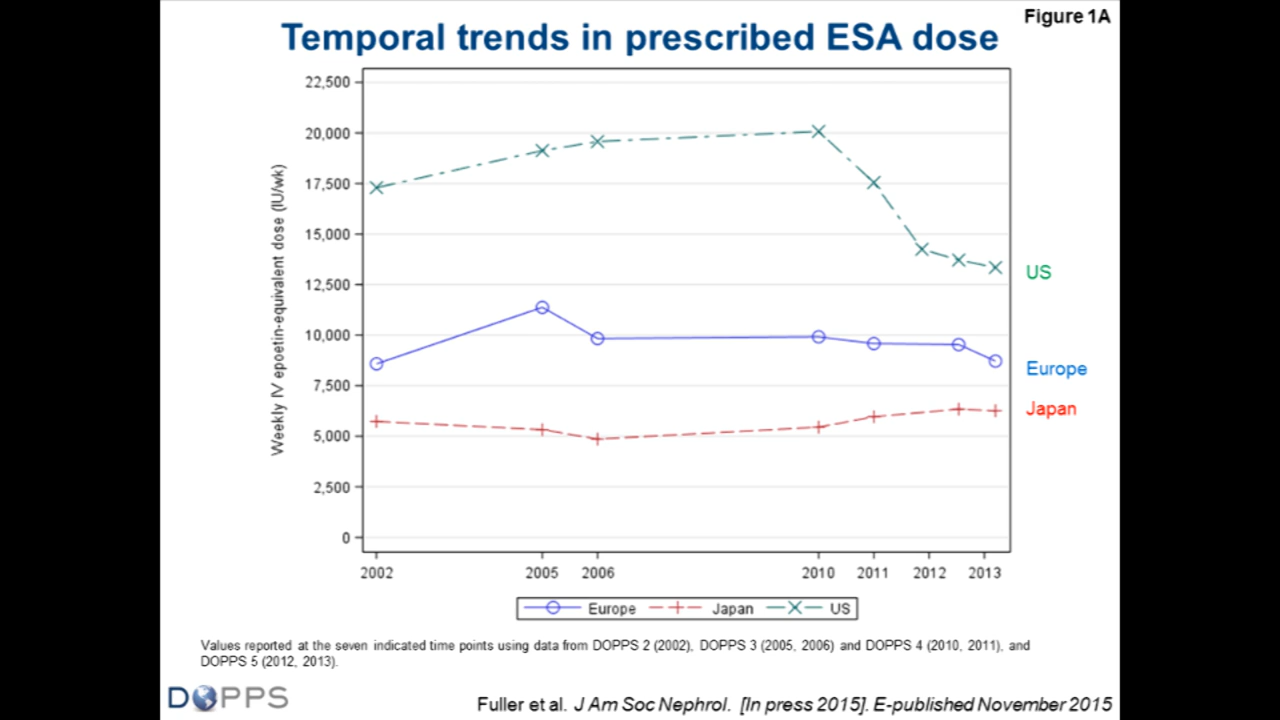 Figure 1A
Temporal trends in prescribed ESA dose
Weekly IV epoetin-equivalent dose (IU/wk)
22,500
20,000
17,500
15,000
12,500
10,000
7,500
5,000
2,500
0
US
Europe
Japan
2002 2005 2006 2010 2011 2012 2013
Europe Japan US
Values reported at the seven indicated time points using data from DOPPS 2 (2002), DOPPS 3 (2005, 2006) and DOPPS 4 (2010, 2011), and
DOPPS 5 (2012, 2013).
DOPPS
Fuller et al. J Am Soc Nephrol. [In press 2015]. E-published November 2015